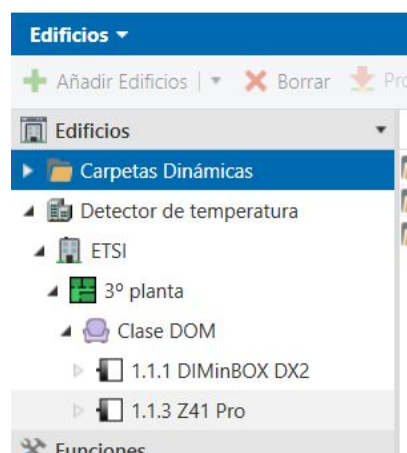 Edificios
Añadir Edificios | Borrar
Edificios
Carpetas Dinámicas
Detector de temperatura
ETSI
3º planta
Clase DOM
1.1.1 DIMinBOX DX2
1.1.3 Z41 Pro
Funciones